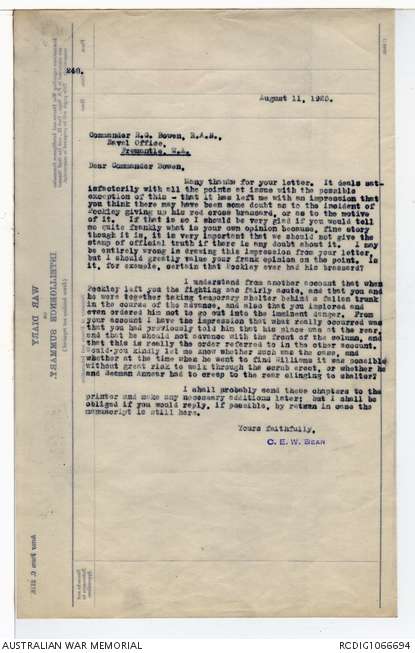 246.
August 11, 1925.
Commander R.G. Bowen, R.A.N.,
Naval Office,
Fremantle, W.A.
Dear Commander Bowen,
Many thanks for your letter. It deals sat-
isfactorily with all the points at issue with the possible
exception of this - that it has left me with an impression that
you think there may have been some doubt as to the incident of
Pockley giving up his red cross brassard, or as to the motive
of it. If that is so I should be very glad if you would tell
me quite frankly what is your own opinion because, fine story
though it is, it is very important that we should not give the
stamp of official truth if there is any doubt about it. I may
be entirely wrong in drawing this impression from your letter,
but I should greatly value your frank opinion on the point. Is
it, for example, certain that Pockley ever had his brassard?
I understand from another account that when
Pockley left you the fighting was fairly acute, and that you and
he were together taking temporary shelter behind a fallen trunk
in the course of the advance, and also that you implored and
even ordered him not to go out into the imminent danger. From
your account I have the impression that what really occurred was
that you had previously told him that his place was at the rear,
and that he should not advance with the front of the column, and
that this is really the order referred to in the other account.
Would you kindly let me know whether such was the case, and
whether at the time when he went to find Williams it was possible
without great risk to walk through the scrub erect, or whether he
and Seaman Annear had to creep to the rear clinging to shelter?
I shall probably send these chapters to the
printer and make any necessary additions later; but I shall be
obliged if you would reply, if possible, by return in case the
manuscript is still here.
Yours faithfully,
C. E. W. BEAN
WAR DIARY
or
INTELLIGENCE SUMMARY
Army Form C. 2118.
AUSTRALIAN WAR MEMORIAL
RCDIG1066694